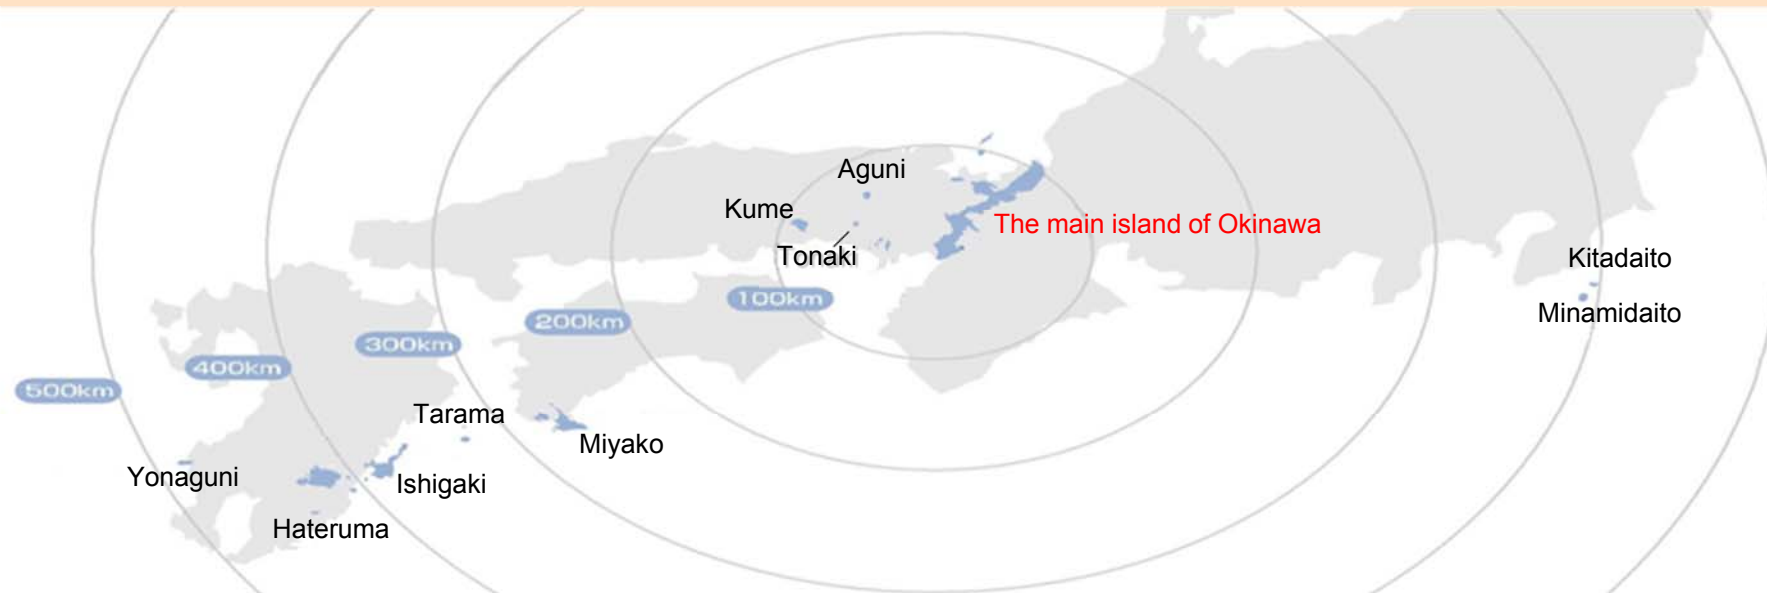 Aguni
Kume
The main island of Okinawa
Tonaki
Kitadaito
100km
Minamidaito
200km
300km
400km
500km
Tarama
Miyako
Yonaguni
Ishigaki
Hateruma